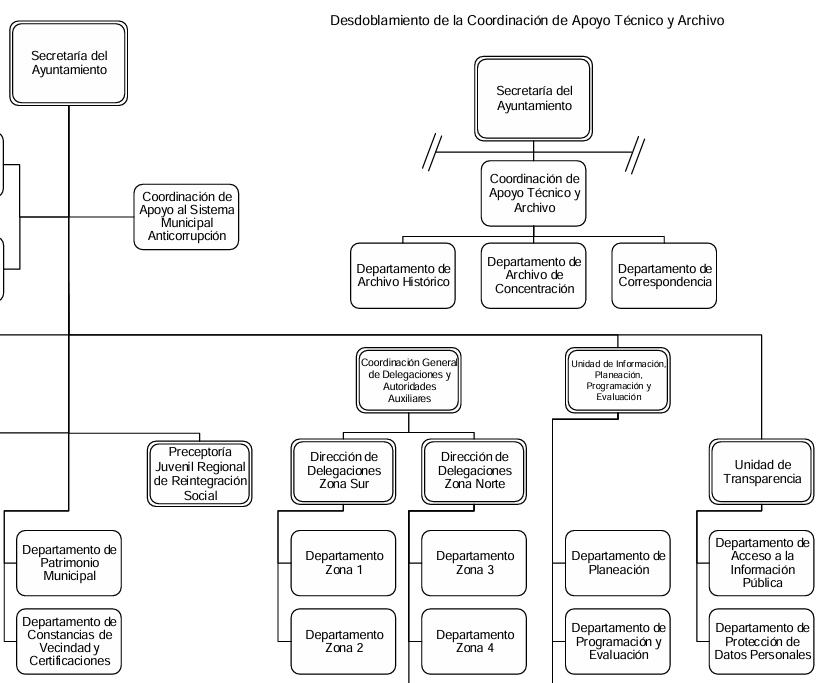 Desdoblamiento de la Coordinación de Apoyo Técnico y Archivo
Secretaría del
Ayuntamiento
Secretaría del
Ayuntamiento
Coordinación de
Apoyo Técnico y
Archivo
Coordinación de
Apoyo al Sistema
Municipal
Anticorrupción
Departamento de
Archivo Histórico
Departamento de
Archivo de
Concentración
Departamento de
Correspondencia
Coordinación General
de Delegaciones y
Autoridades
Auxiliares
Unidad de Información,
Planeación,
Programación y
Evaluación
Preceptoría
Juvenil Regional
de Reintegración
Social
Dirección de
Delegaciones
Zona Sur
Dirección de
Delegaciones
Zona Norte
Unidad de
Transparencia
Departamento de
Patrimonio
Municipal
Departamento
Zona 1
Departamento
Zona 3
Departamento de
Planeación
Departamento de
Acceso a la
Información
Pública
Departamento de
Constancias de
Vecindad y
Certificaciones
Departamento
Zona 2
Departamento
Zona 4
Departamento de
Programación y
Evaluación
Departamento de
Protección de
Datos Personales